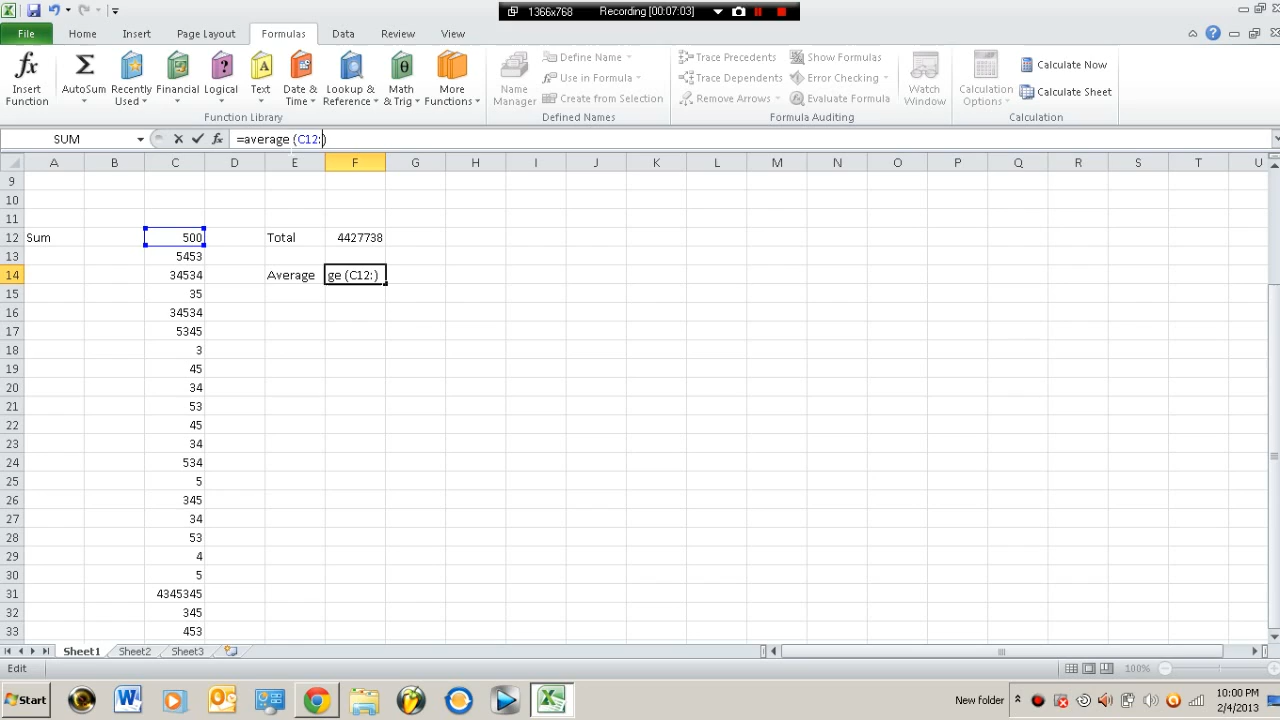 1366x768 Recording [00:07:03]
File Home Insert Page Layout Formulas Data Review View
Insert Function
AutoSum
Recently Used
Financial
Logical
Text
Date & Time
Lookup & Reference
Math & Trig
More Functions
Function Library
Name Manager
Define Name
Use in Formula
Create from Selection
Defined Names
Trace Precedents
Trace Dependents
Remove Arrows
Show Formulas
Error Checking
Evaluate Formula
Formula Auditing
Watch Window
Calculation Options
Calculate Now
Calculate Sheet
Calculation
SUM fx =average (C12:)
A B C D E F G H I J K L M N O P Q R S T U
9
10
11
12 Sum 500 Total 4427738
13 5453
14 34534 Average ge (C12:)
15 35
16 34534
17 5345
18 3
19 45
20 34
21 53
22 45
23 34
24 534
25 5
26 345
27 34
28 53
29 4
30 5
31 4345345
32 345
33 453
Sheet1 Sheet2 Sheet3
Edit 100%
Start New folder 10:00 PM
2/4/2013